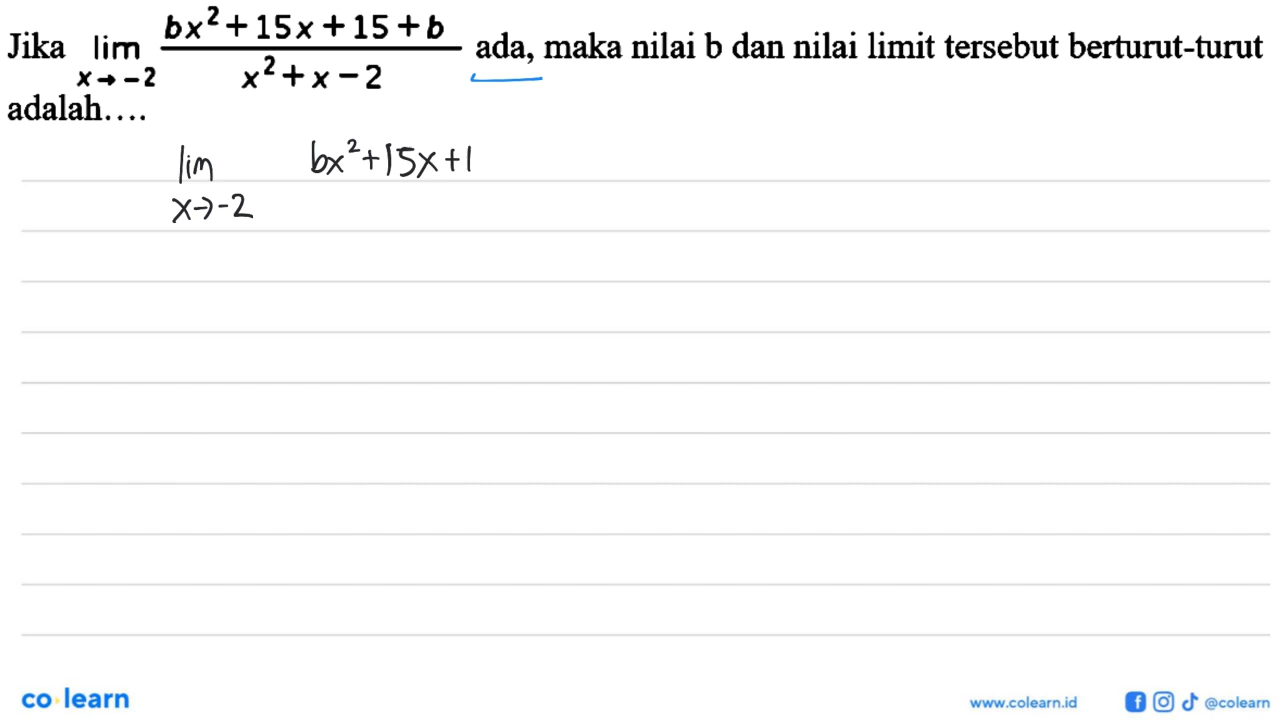 Jika lim x→-2 bx²+15x+15+b / x²+x-2 ada, maka nilai b dan nilai limit tersebut berturut-turut
adalah....
lim bx²+15x+1
x→-2
co learn
www.colearn.id @colearn